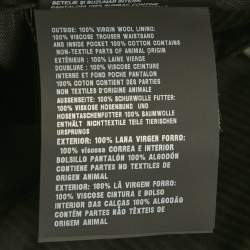 BETELIE ȘI BUZUNAR INTERN
OUTSIDE: 100% VIRGIN WOOL LINING:
100% VISCOSE TROUSER WAISTBAND
AND INSIDE POCKET 100% COTTON CONTAINS
NON-TEXTILE PARTS OF ANIMAL ORIGIN
EXTÉRIEUR : 100% LAINE VIERGE
DOUBLURE : 100% VISCOSE CEINTURE
INTERNE ET FOND POCHE PANTALON
100% COTON CONTIENT DES PARTIES
NON TEXTILES D'ORIGINE ANIMALE
AUSSENSEITE: 100% SCHURWOLLE FUTTER:
100% VISKOSE HOSENBUND UND
HOSENTASCHENFUTTER 100% BAUMWOLLE
ENTHÄLT NICHTTEXTILE TEILE TIERISCHEN
URSPRUNGS
EXTERIOR: 100% LANA VIRGEN FORRO:
100% viscosa CORREA E INTERIOR
BOLSILLO PANTALÓN 100% ALGODÓN
CONTIENE PARTES NO TEXTILES DE
ORIGEN ANIMAL
EXTERIOR: 100% LÃ VIRGEM FORRO:
100% VISCOSE CINTURA E BOLSO
INTERIOR DAS CALÇAS 100% ALGODÃO
CONTÉM PARTES NÃO TÊXTEIS DE
ORIGEM ANIMAL